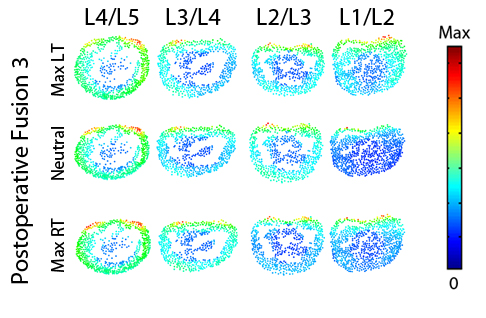 L4/L5 L3/L4 L2/L3 L1/L2
Max
Postoperative Fusion 3
Max LT
Neutral
Max RT
0